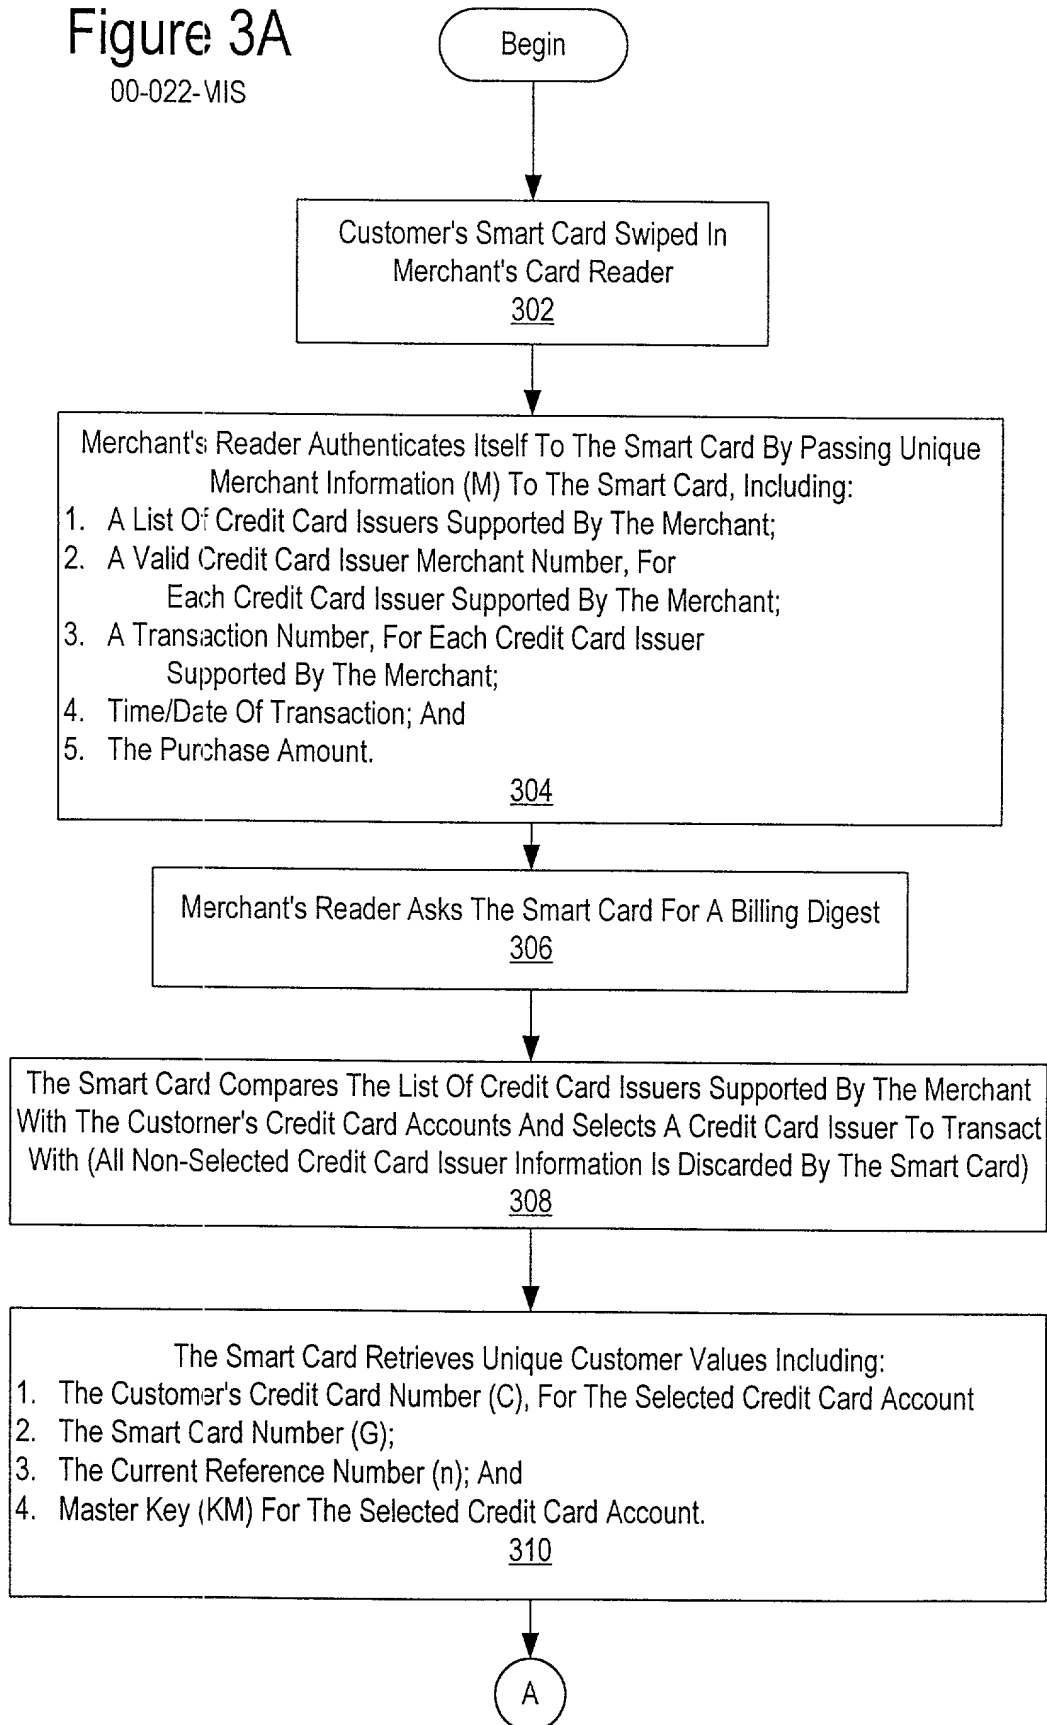 Figure 3A
00-022-MIS
Begin
Customer's Smart Card Swiped In
Merchant's Card Reader
302
Merchant's Reader Authenticates Itself To The Smart Card By Passing Unique
Merchant Information (M) To The Smart Card, Including:
1. A List Of Credit Card Issuers Supported By The Merchant;
2. A Valid Credit Card Issuer Merchant Number, For
Each Credit Card Issuer Supported By The Merchant;
3. A Transaction Number, For Each Credit Card Issuer
Supported By The Merchant;
4. Time/Date Of Transaction; And
5. The Purchase Amount.
304
Merchant's Reader Asks The Smart Card For A Billing Digest
306
The Smart Card Compares The List Of Credit Card Issuers Supported By The Merchant
With The Customer's Credit Card Accounts And Selects A Credit Card Issuer To Transact
With (All Non-Selected Credit Card Issuer Information Is Discarded By The Smart Card)
308
The Smart Card Retrieves Unique Customer Values Including:
1. The Customer's Credit Card Number (C), For The Selected Credit Card Account
2. The Smart Card Number (G);
3. The Current Reference Number (n); And
4. Master Key (KM) For The Selected Credit Card Account.
310
A